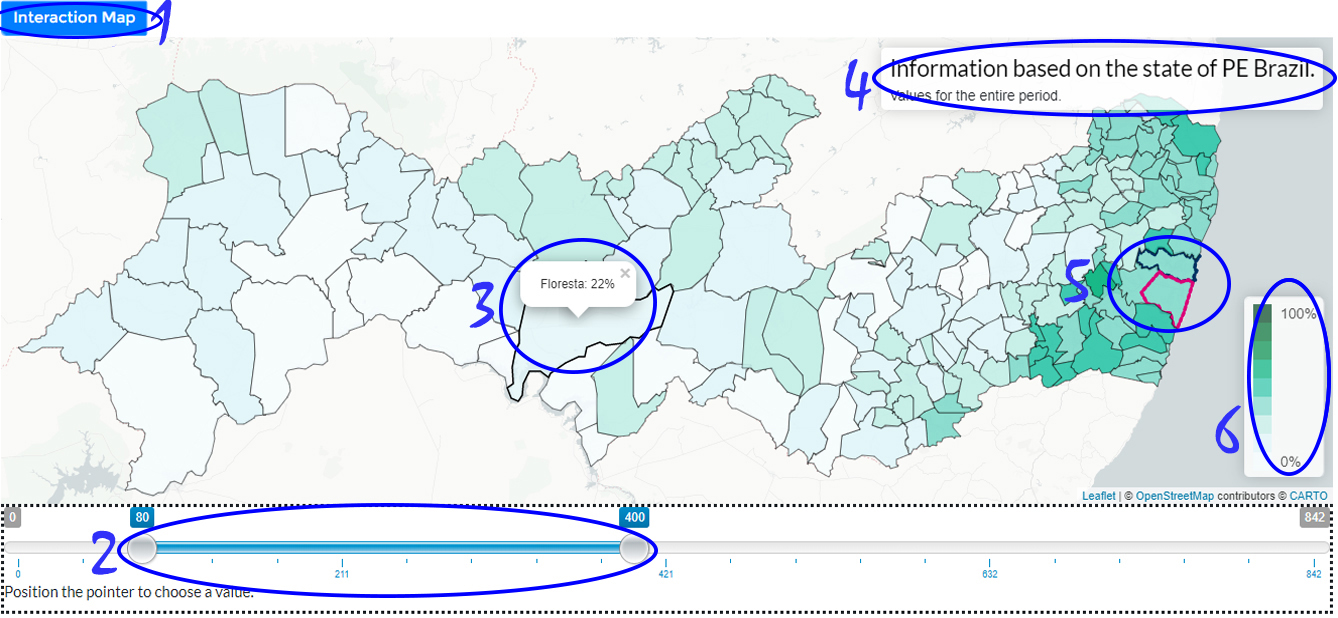 Interaction Map
1
Information based on the state of PE Brazil.
4
Values for the entire period.
5
Floresta: 22% ×
3
100%
6
0%
Leaflet | © OpenStreetMap contributors © CARTO
0 80 400 842
2
0 211 421 632 842
Position the pointer to choose a value.